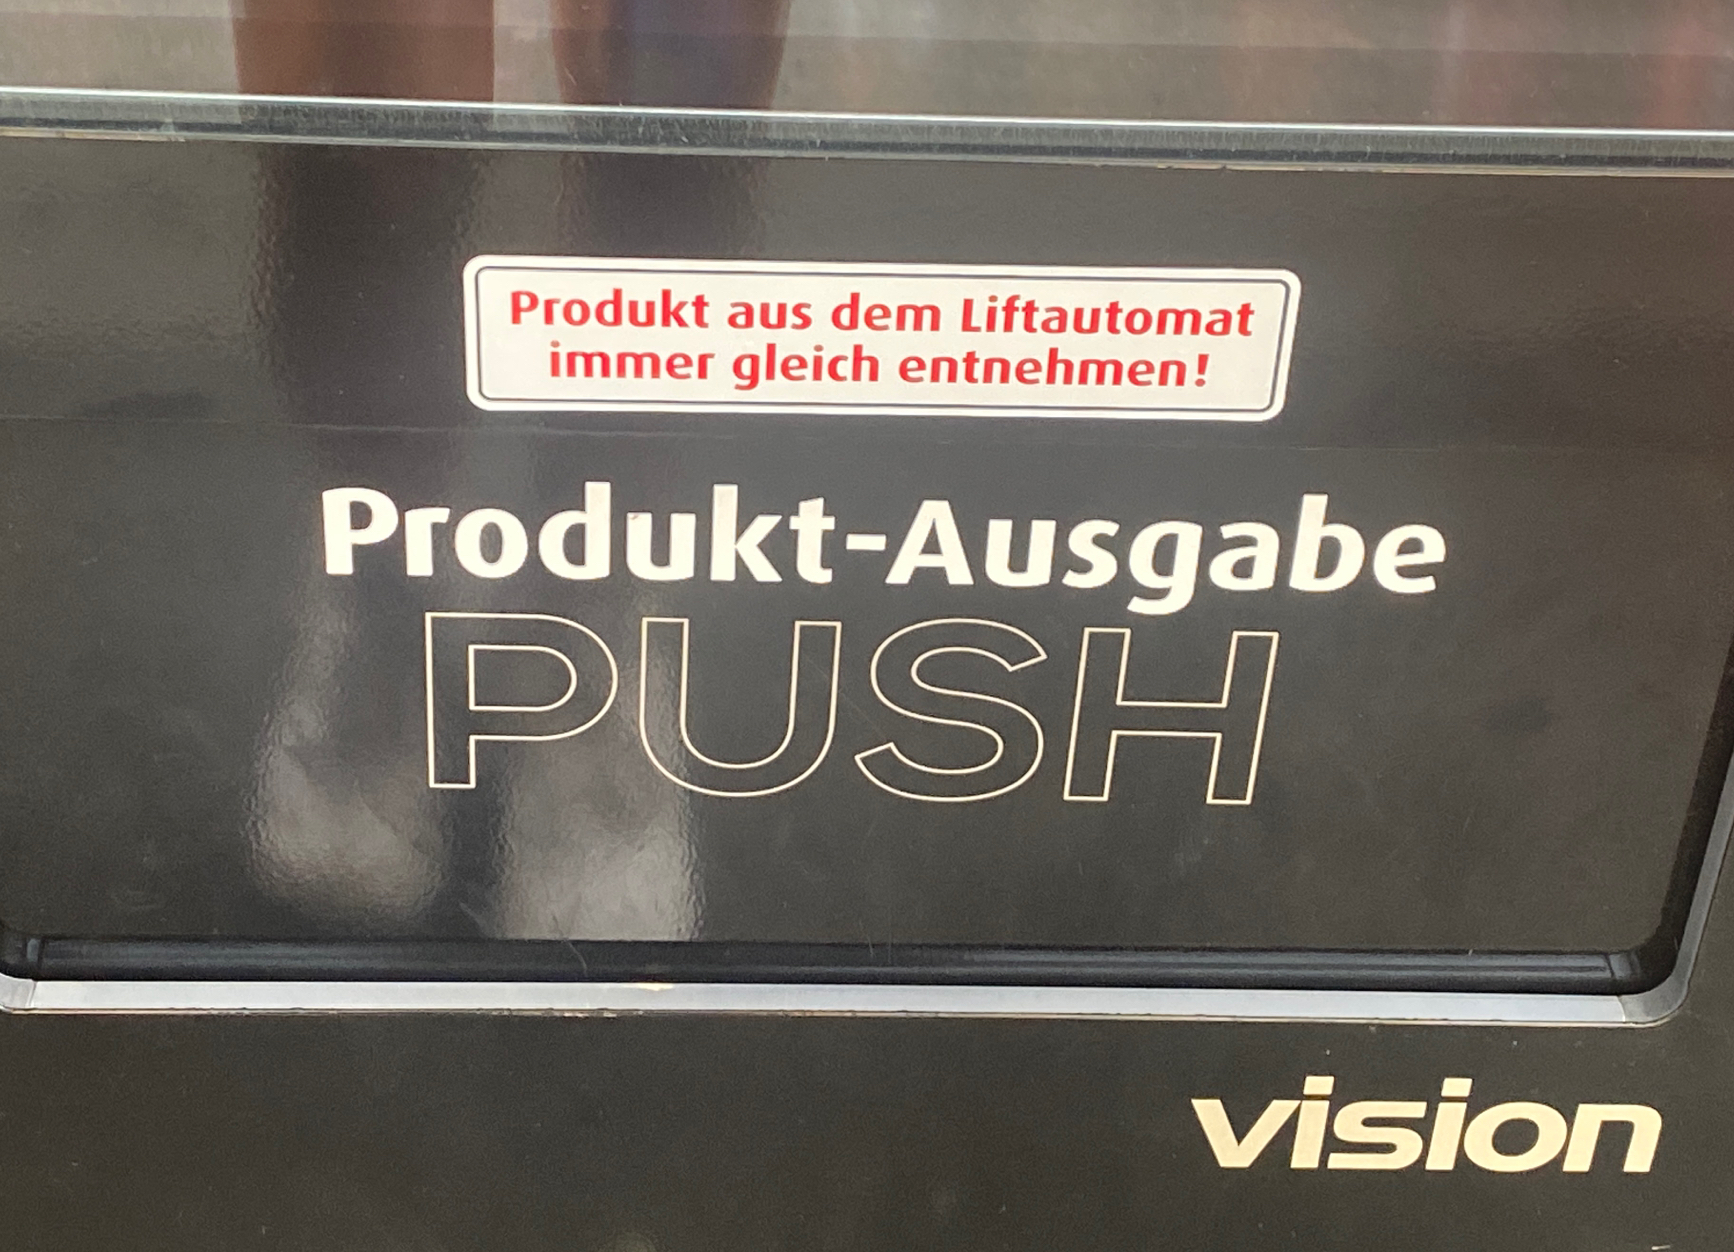 Produkt aus dem Liftautomat
immer gleich entnehmen!
Produkt-Ausgabe
PUSH
vision